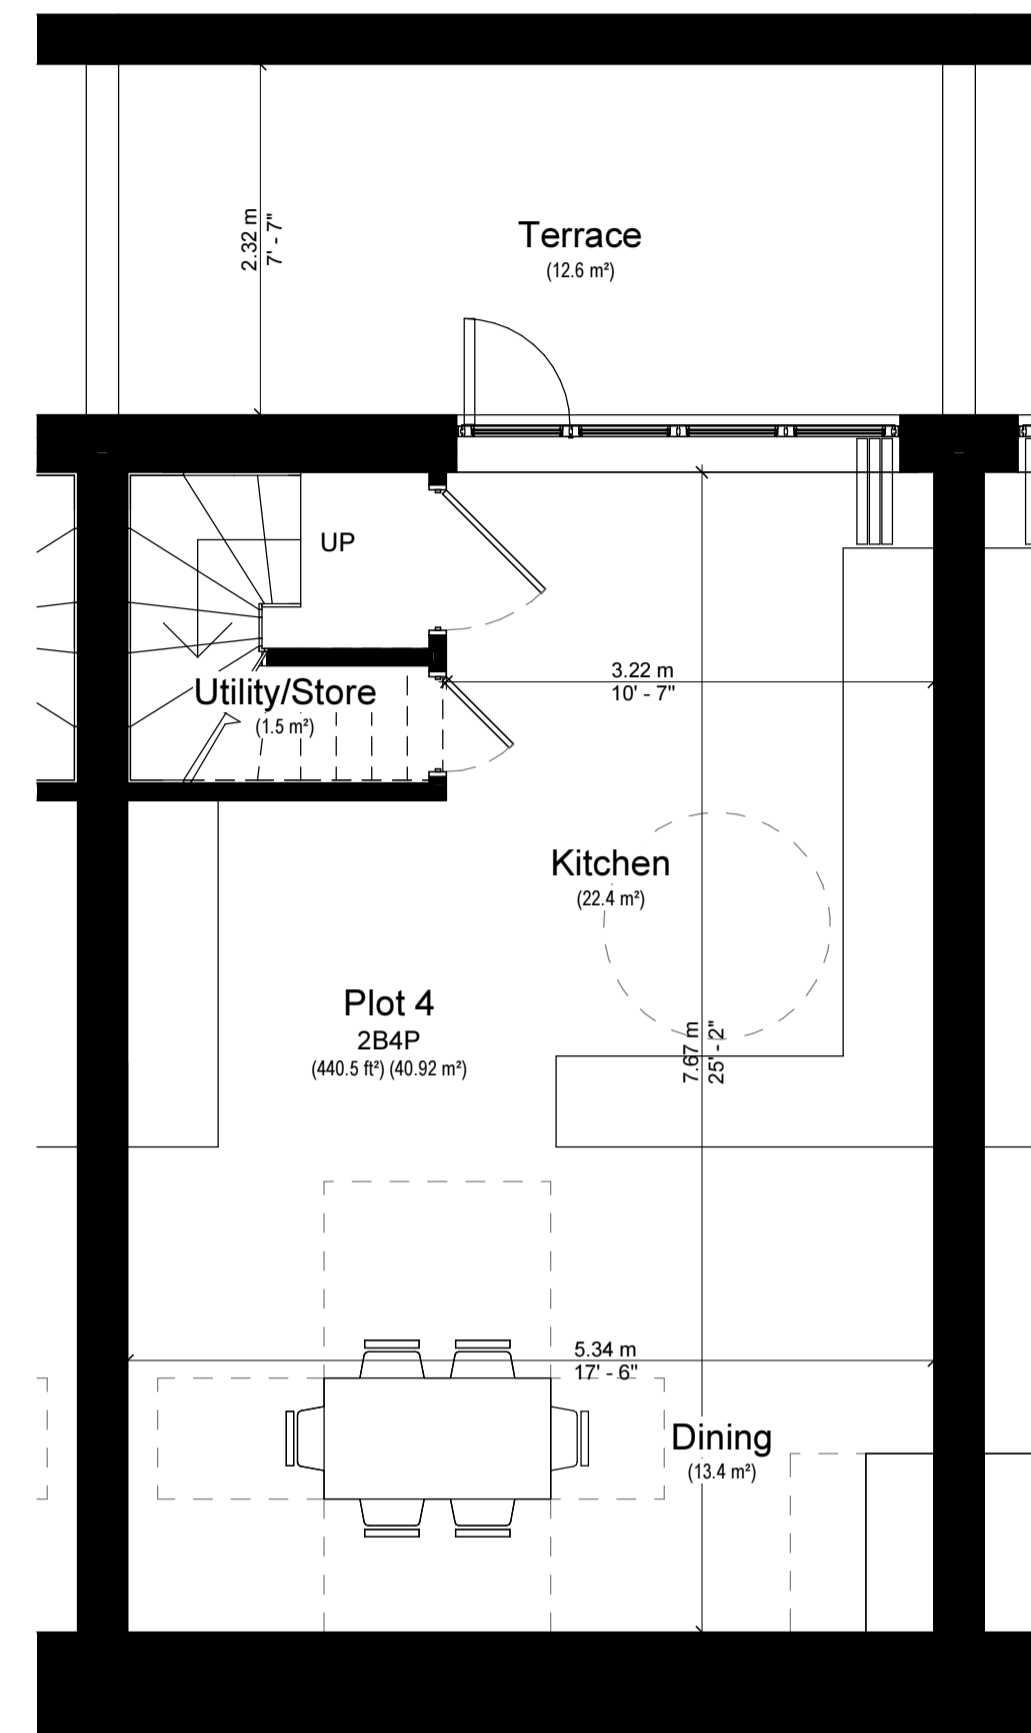 Terrace
(12.6 m²)
2.32 m
7' - 7"
UP
3.22 m
10' - 7"
Utility/Store
(1.5 m²)
Kitchen
(22.4 m²)
Plot 4
2B4P
(440.5 ft²) (40.92 m²)
7.67 m
25' - 2"
5.34 m
17' - 6"
Dining
(13.4 m²)